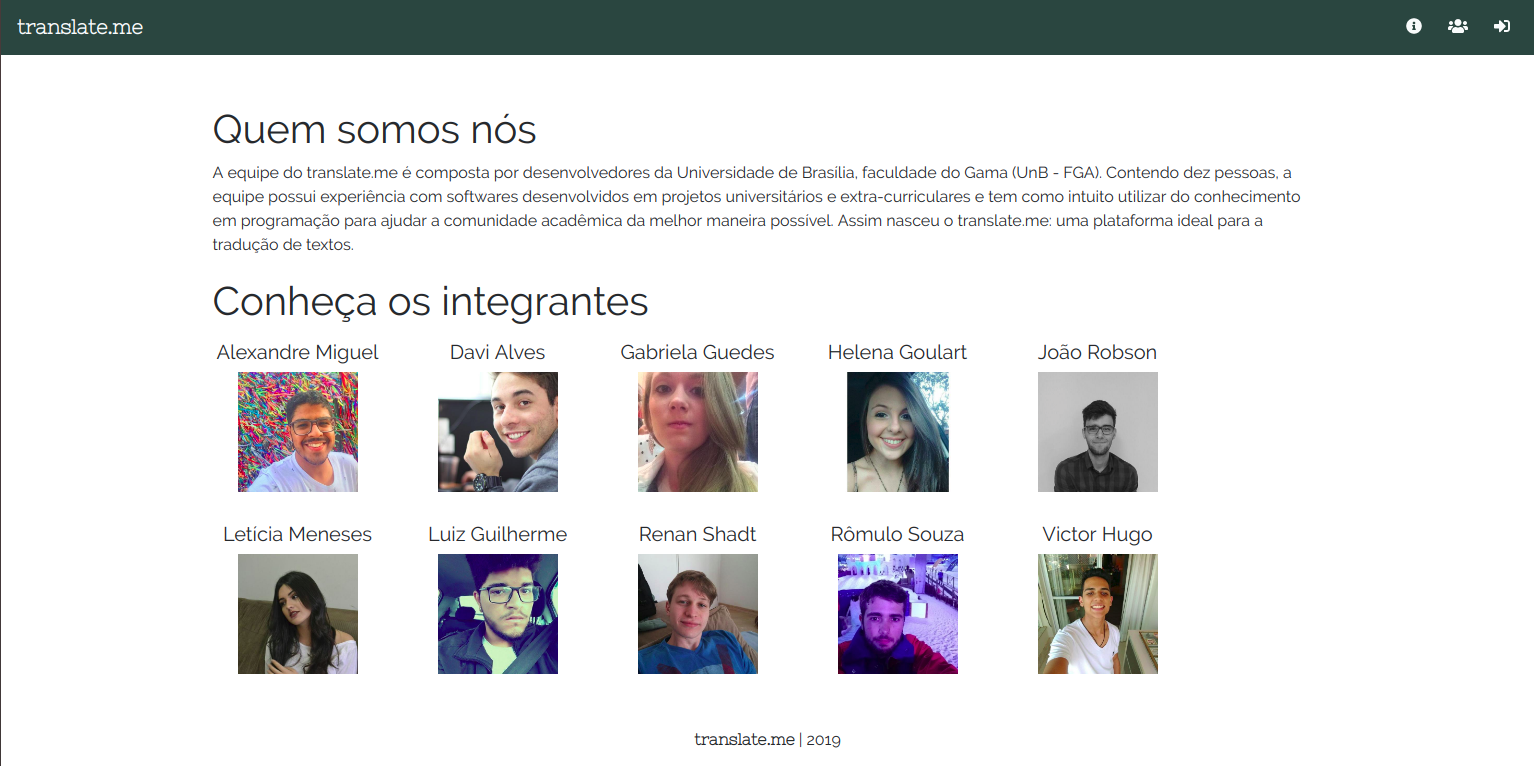 translate.me
Quem somos nós
A equipe do translate.me é composta por desenvolvedores da Universidade de Brasília, faculdade do Gama (UnB - FGA). Contendo dez pessoas, a
equipe possui experiência com softwares desenvolvidos em projetos universitários e extra-curriculares e tem como intuito utilizar do conhecimento
em programação para ajudar a comunidade acadêmica da melhor maneira possível. Assim nasceu o translate.me: uma plataforma ideal para a
tradução de textos.
Conheça os integrantes
Alexandre Miguel Davi Alves Gabriela Guedes Helena Goulart João Robson
Letícia Meneses Luiz Guilherme Renan Shadt Rômulo Souza Victor Hugo
translate.me | 2019